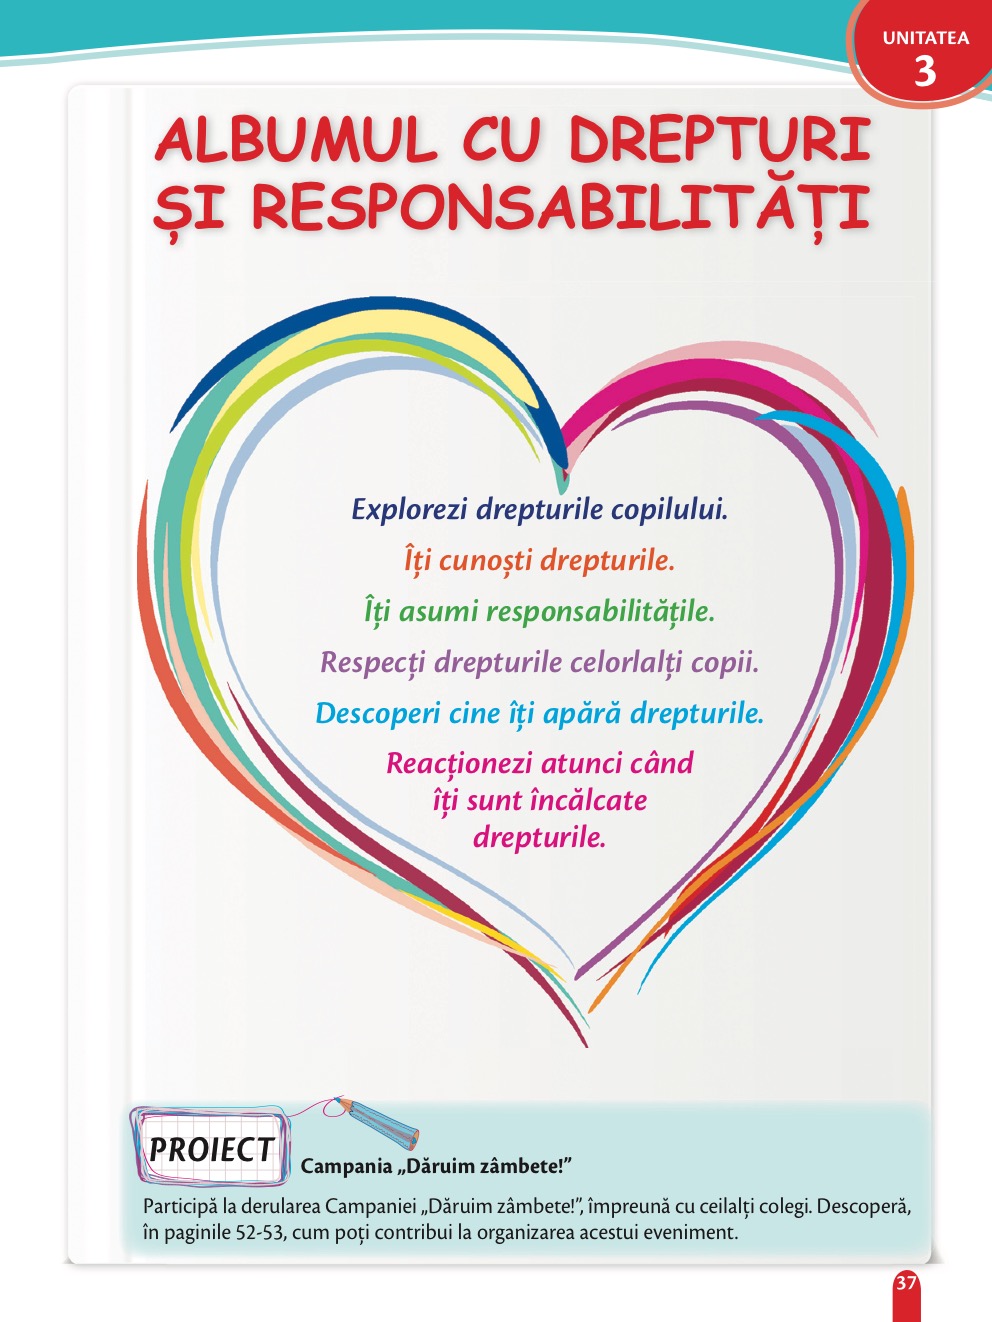 UNITATEA
3
ALBUMUL CU DREPTURI
ȘI RESPONSABILITĂȚI
Explorezi drepturile copilului.
Îți cunoști drepturile.
Îți asumi responsabilitățile.
Respecți drepturile celorlalți copii.
Descoperi cine îți apără drepturile.
Reacționezi atunci când
îți sunt încălcate
drepturile.
PROIECT
Campania „Dăruim zâmbete!”
Participă la derularea Campaniei „Dăruim zâmbete!”, împreună cu ceilalți colegi. Descoperă,
în paginile 52-53, cum poți contribui la organizarea acestui eveniment.
37